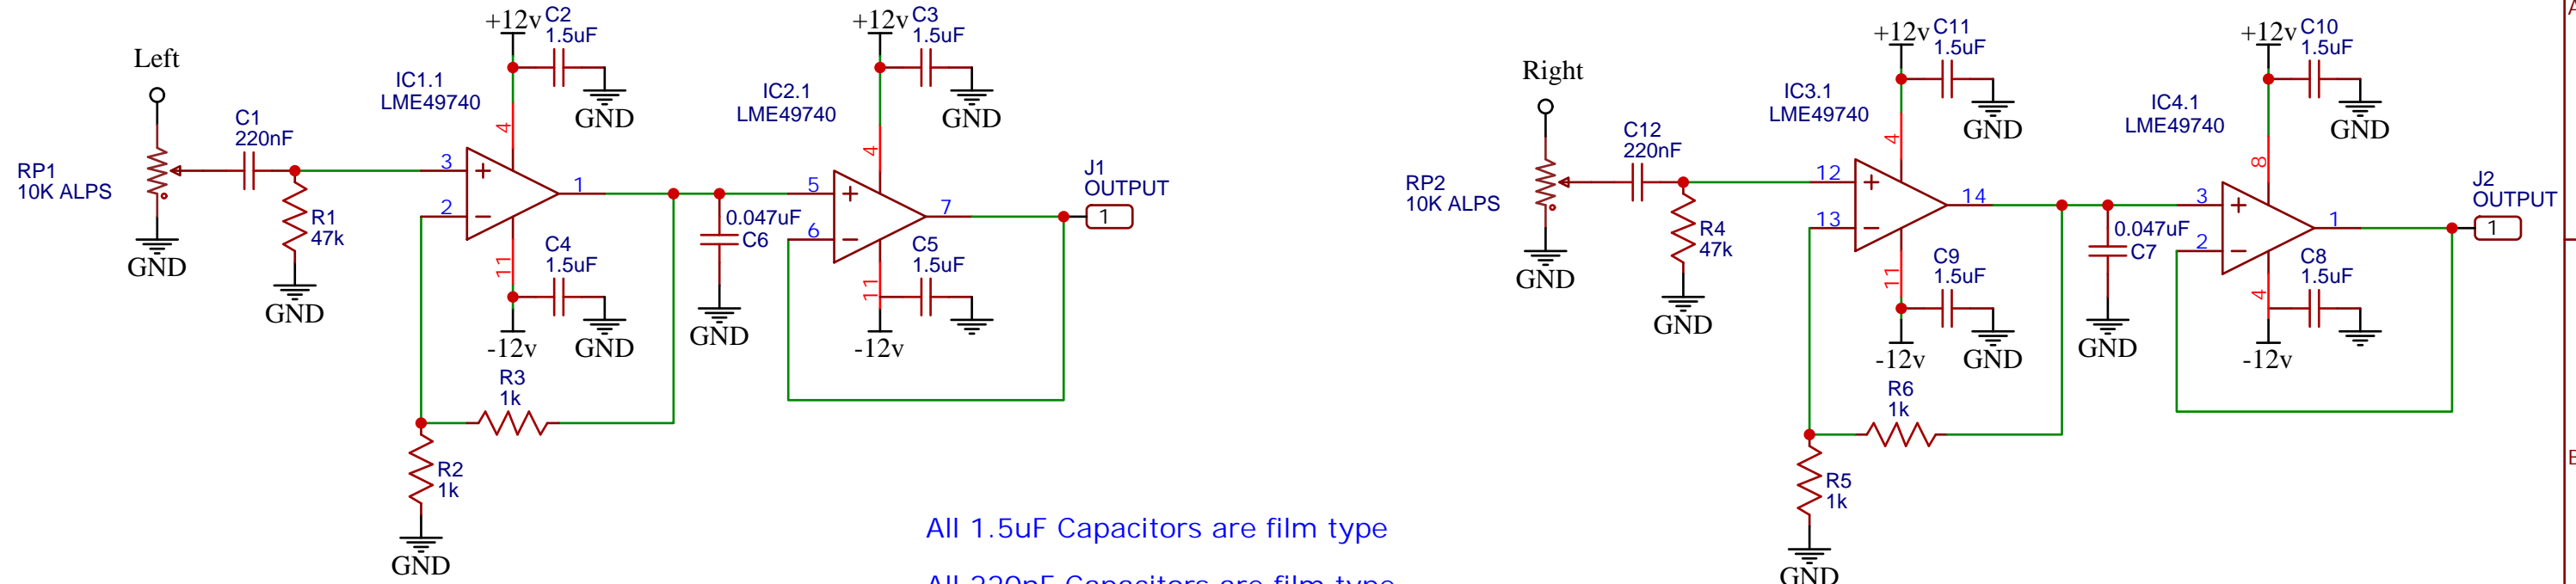 Left
RP1
10K ALPS
GND
C1
220nF
R1
47k
GND
IC1.1
LME49740
+12v
C2
1.5uF
GND
4
3
2
1
11
C4
1.5uF
-12v
GND
R3
1k
R2
1k
GND
0.047uF
C6
GND
IC2.1
LME49740
+12v
C3
1.5uF
GND
4
5
6
7
11
C5
1.5uF
-12v
J1
OUTPUT
1
Right
RP2
10K ALPS
GND
C12
220nF
R4
47k
GND
IC3.1
LME49740
+12v
C11
1.5uF
GND
4
12
13
14
11
C9
1.5uF
-12v
GND
R6
1k
R5
1k
GND
0.047uF
C7
GND
IC4.1
LME49740
+12v
C10
1.5uF
GND
8
3
2
1
4
C8
1.5uF
-12v
J2
OUTPUT
1
All 1.5uF Capacitors are film type
All 220nF Capacitors are film type